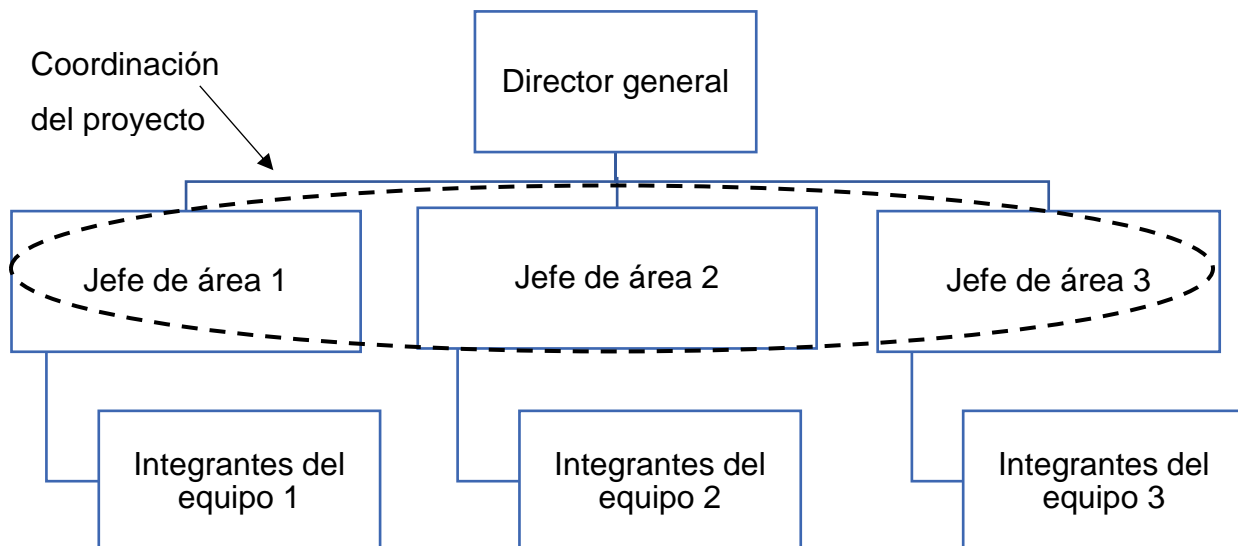 Coordinación
del proyecto
Director general
Jefe de área 1
Jefe de área 2
Jefe de área 3
Integrantes del
equipo 1
Integrantes del
equipo 2
Integrantes del
equipo 3